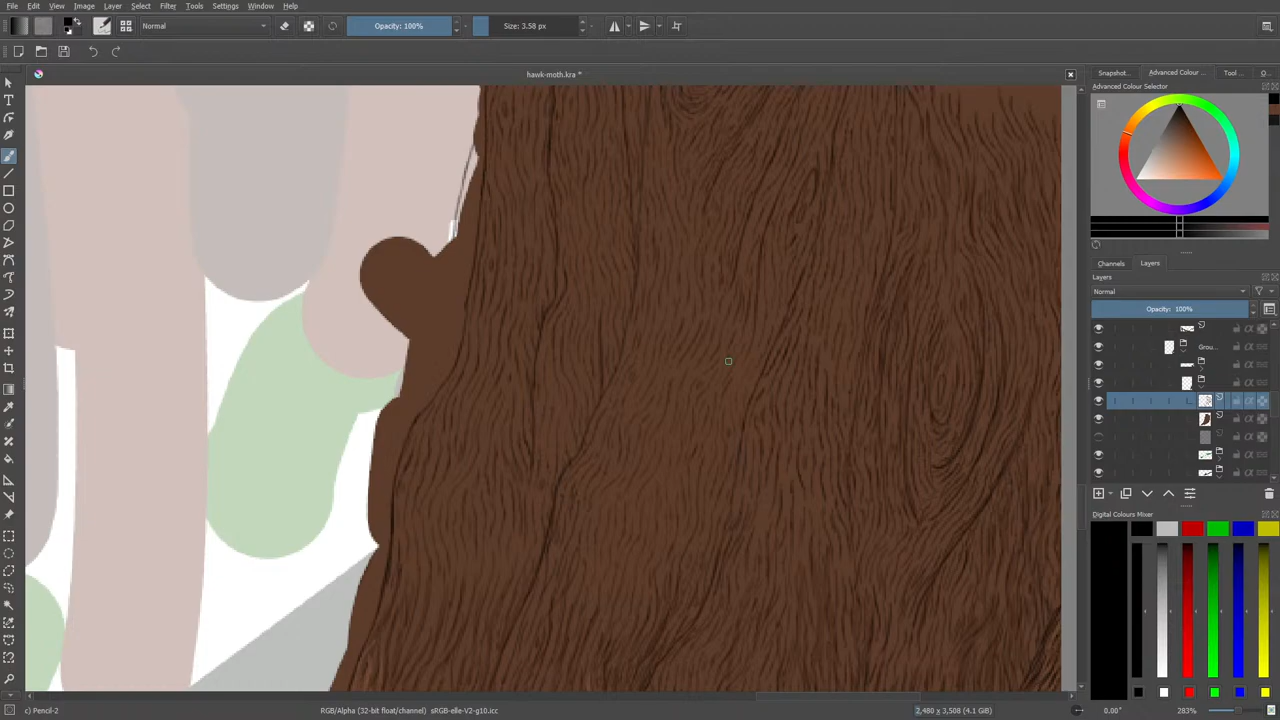 File Edit View Image Layer Select Filter Tools Settings Window Help
Normal Opacity: 100% Size: 3.58 px
hawk-moth.kra *
Snapshot... Advanced Colour ... Tool ... O...
Advanced Colour Selector
Channels Layers
Layers
Normal
Opacity: 100%
Grou...
Digital Colours Mixer
c) Pencil-2 RGB/Alpha (32-bit float/channel) sRGB-elle-V2-g10.icc 2,480 x 3,508 (4.1 GiB) 0.00° 283%